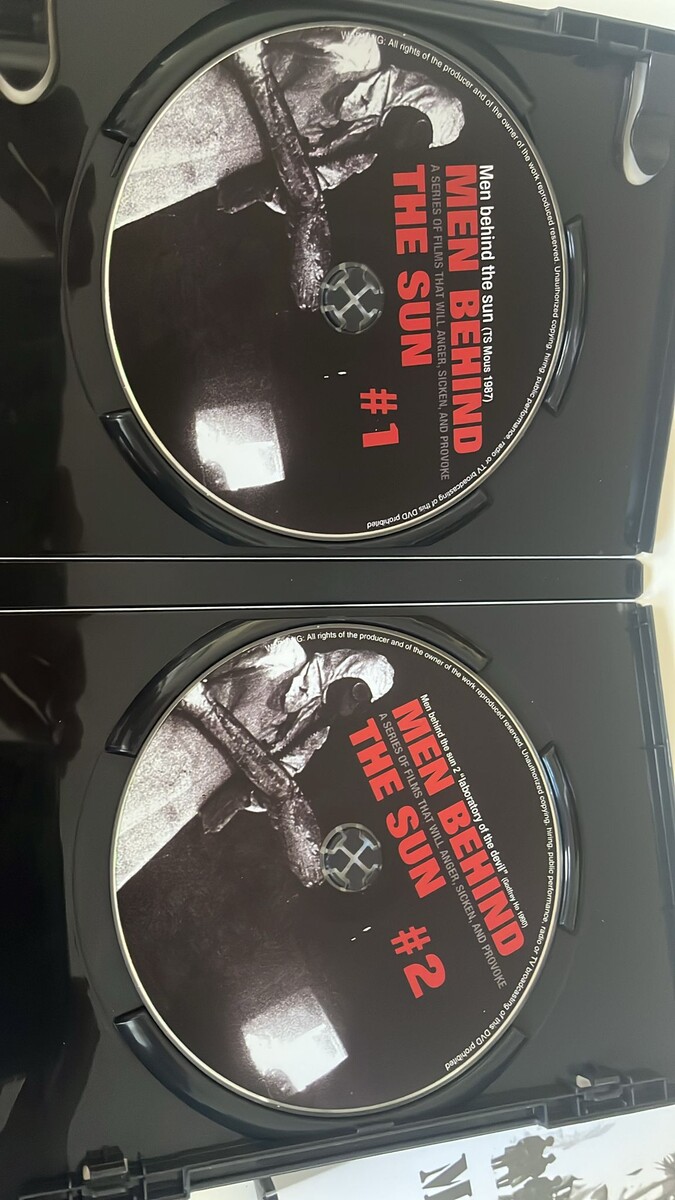 WARNING: All rights of the producer and of the owner of the work reproduced reserved. Unauthorized copying, hiring, public performance, radio or TV broadcasting of this DVD prohibited
Men behind the sun (TS Mous 1987)
MEN BEHIND
A SERIES OF FILMS THAT WILL ANGER, SICKEN, AND PROVOKE
THE SUN
#1
WARNING: All rights of the producer and of the owner of the work reproduced reserved. Unauthorized copying, hiring, public performance, radio or TV broadcasting of this DVD prohibited
Men behind the sun 2 "laboratory of the devil" (Godfrey Ho 1990)
MEN BEHIND
A SERIES OF FILMS THAT WILL ANGER, SICKEN, AND PROVOKE
THE SUN
#2
M